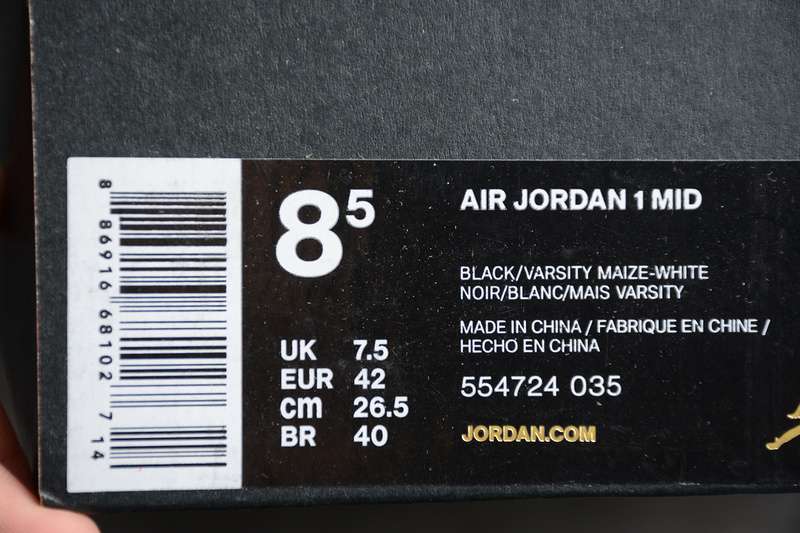 8 86916 68102 7 14
8 5
AIR JORDAN 1 MID
BLACK/VARSITY MAIZE-WHITE
NOIR/BLANC/MAIS VARSITY
MADE IN CHINA / FABRIQUE EN CHINE /
HECHO EN CHINA
UK 7.5
EUR 42
cm 26.5
BR 40
554724 035
JORDAN.COM